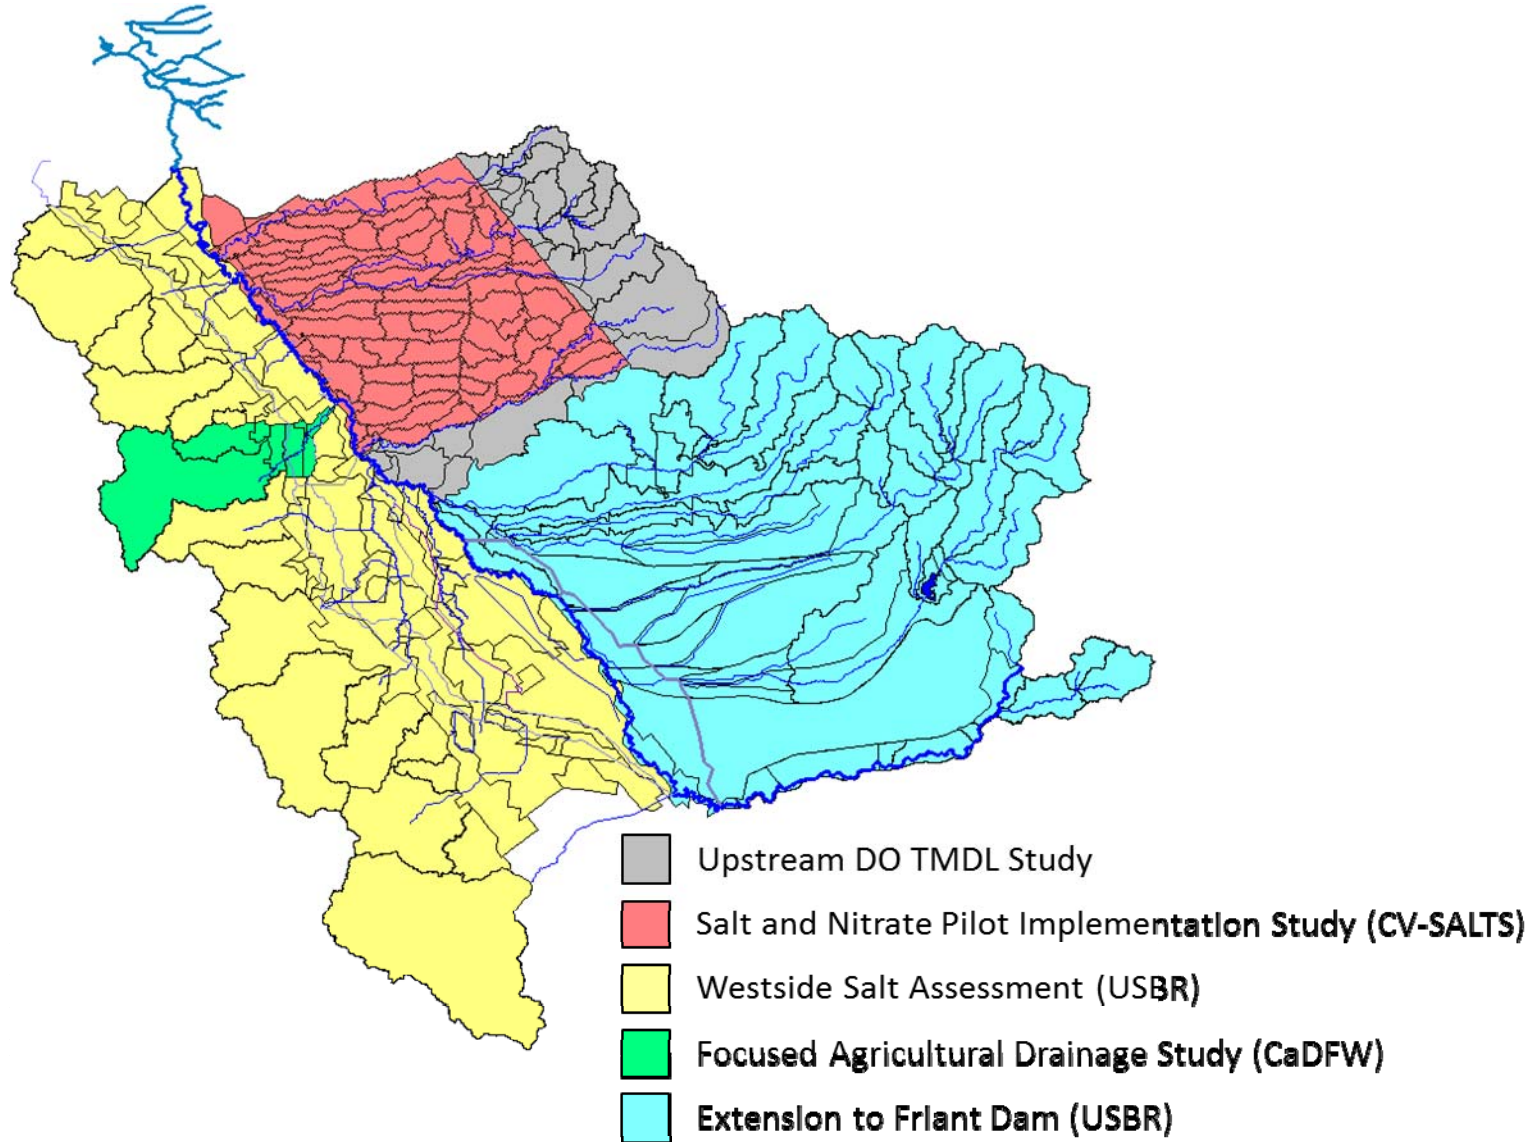 Upstream DO TMDL Study
Salt and Nitrate Pilot Implementation Study (CV-SALTS)
Westside Salt Assessment (USBR)
Focused Agricultural Drainage Study (CaDFW)
Extension to Friant Dam (USBR)